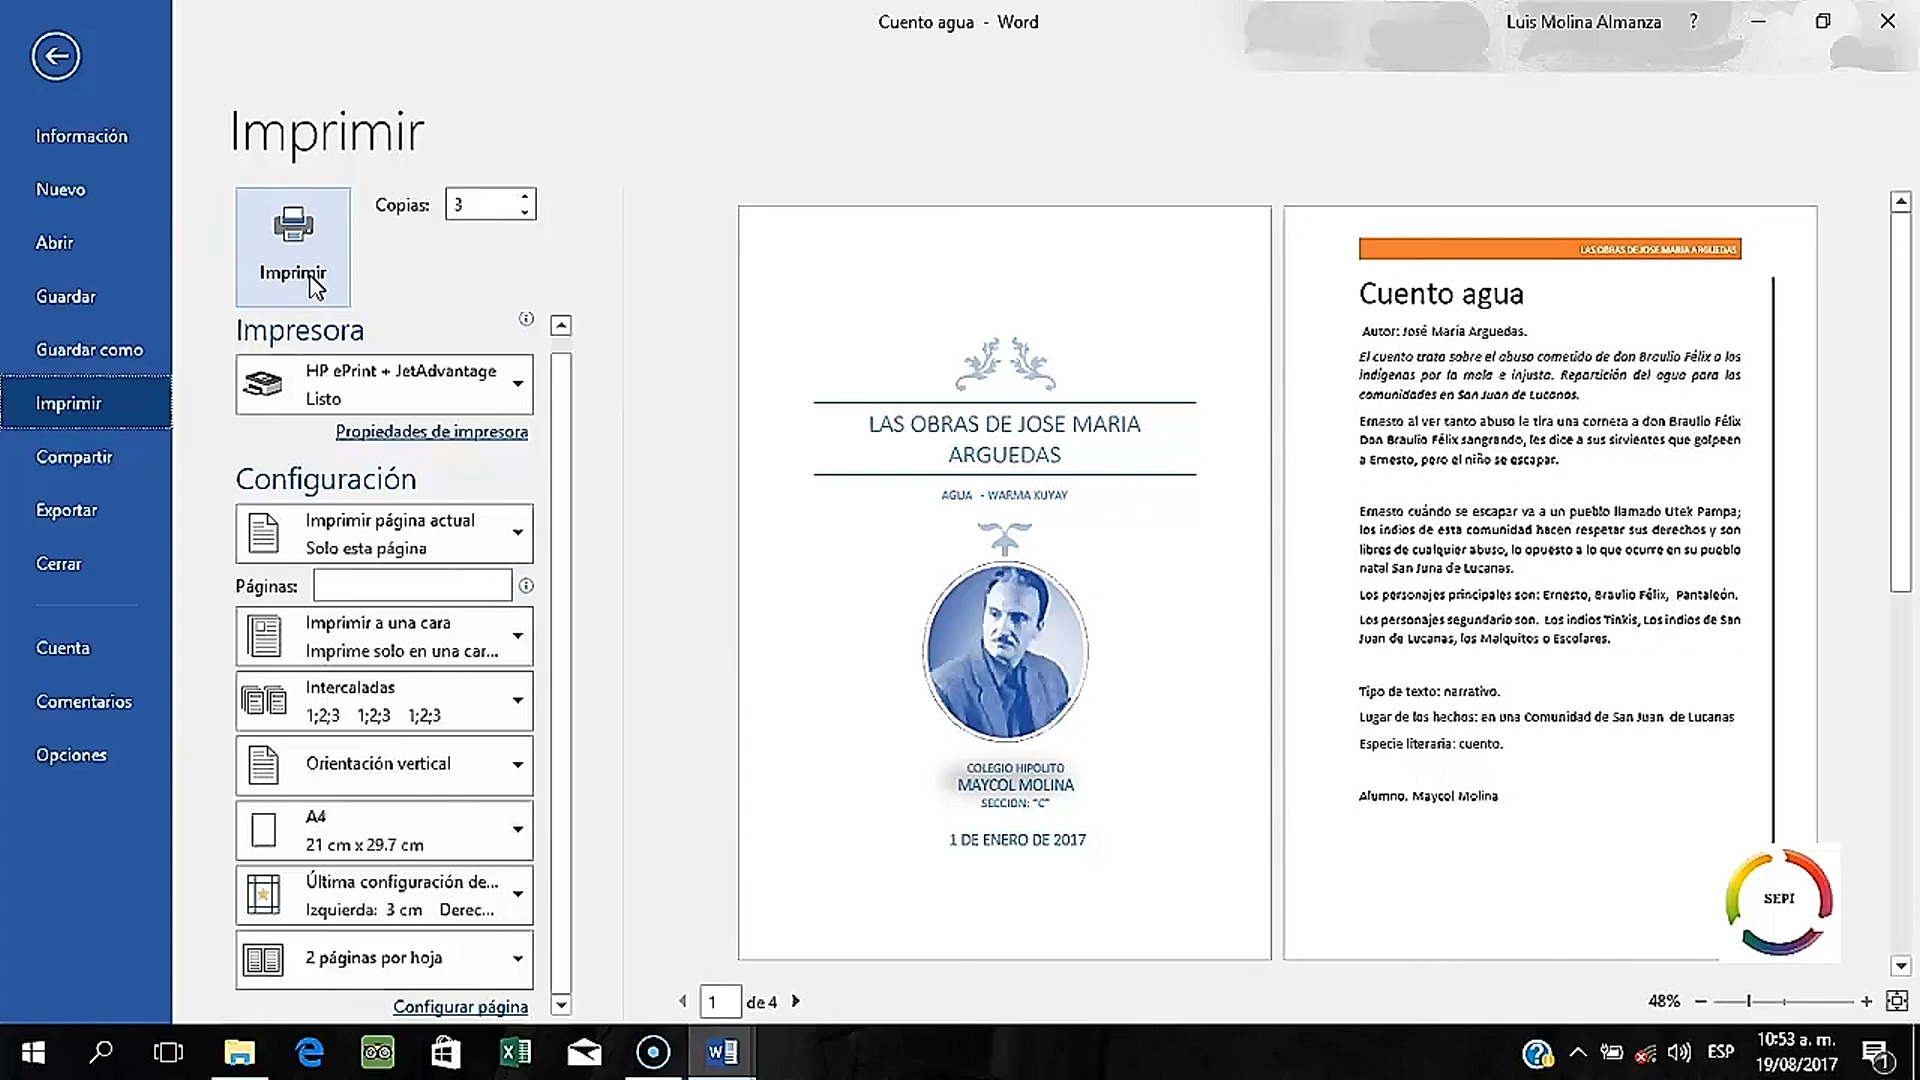 Cuento agua - Word
Luis Molina Almanza
?
Información
Nuevo
Abrir
Guardar
Guardar como
Imprimir
Compartir
Exportar
Cerrar
Cuenta
Comentarios
Opciones
Imprimir
Imprimir
Copias: 3
Impresora
HP ePrint + JetAdvantage
Listo
Propiedades de impresora
Configuración
Imprimir página actual
Solo esta página
Páginas:
Imprimir a una cara
Imprime solo en una car...
Intercaladas
1;2;3 1;2;3 1;2;3
Orientación vertical
A4
21 cm x 29.7 cm
Última configuración de...
Izquierda: 3 cm Derec...
2 páginas por hoja
Configurar página
LAS OBRAS DE JOSE MARIA
ARGUEDAS
AGUA - WARMA KUYAY
COLEGIO HIPOLITO
MAYCOL MOLINA
SECCION: "C"
1 DE ENERO DE 2017
LAS OBRAS DE JOSE MARIA ARGUEDAS
Cuento agua
Autor: José María Arguedas.
El cuento trata sobre el abuso cometido de don Braulio Félix a los
indígenas por la mala e injusta. Repartición del agua para las
comunidades en San Juan de Lucanas.
Ernesto al ver tanto abuso le tira una corneta a don Braulio Félix
Don Braulio Félix sangrando, les dice a sus sirvientes que golpeen
a Ernesto, pero el niño se escapar.
Ernesto cuándo se escapar va a un pueblo llamado Utek Pampa;
los indios de esta comunidad hacen respetar sus derechos y son
libres de cualquier abuso, lo opuesto a lo que ocurre en su pueblo
natal San Juna de Lucanas.
Los personajes principales son: Ernesto, Braulio Félix, Pantaleón.
Los personajes segundario son. Los indios Tinkis, Los indios de San
Juan de Lucanas, los Malquitos o Escolares.
Tipo de texto: narrativo.
Lugar de los hechos: en una Comunidad de San Juan de Lucanas
Especie literaria: cuento.
Alumno. Maycol Molina
SEPI
1 de 4
48%
ESP
10:53 a. m.
19/08/2017
1